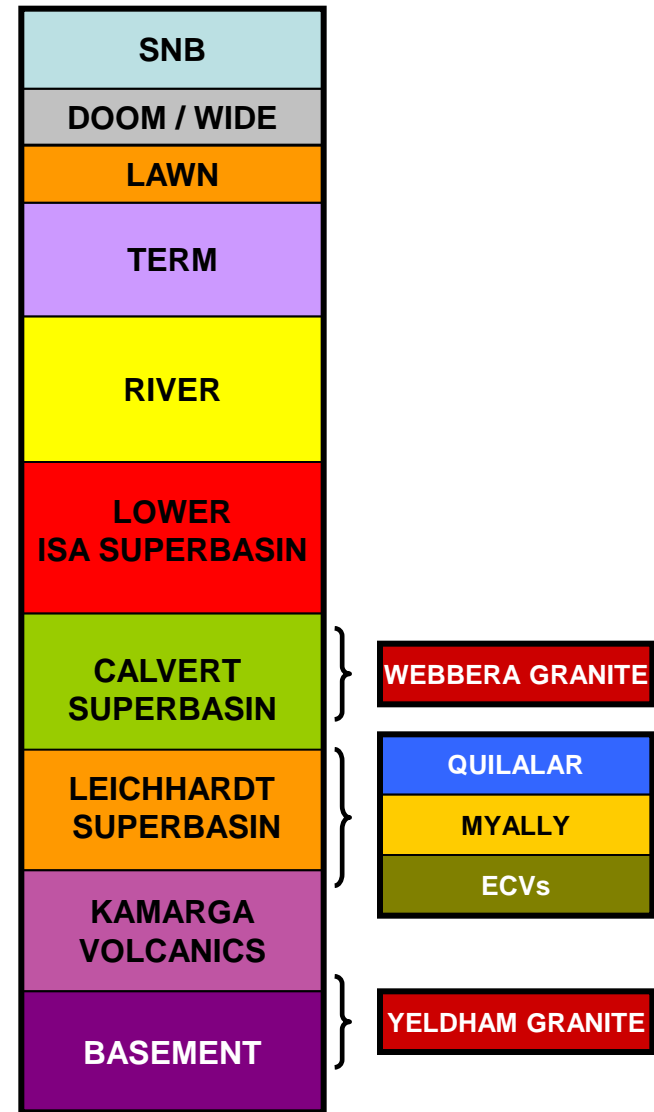 SNB
DOOM / WIDE
LAWN
TERM
RIVER
LOWER
ISA SUPERBASIN
CALVERT
SUPERBASIN
WEBBERA GRANITE
LEICHHARDT
SUPERBASIN
QUILALAR
MYALLY
ECVs
KAMARGA
VOLCANICS
BASEMENT
YELDHAM GRANITE